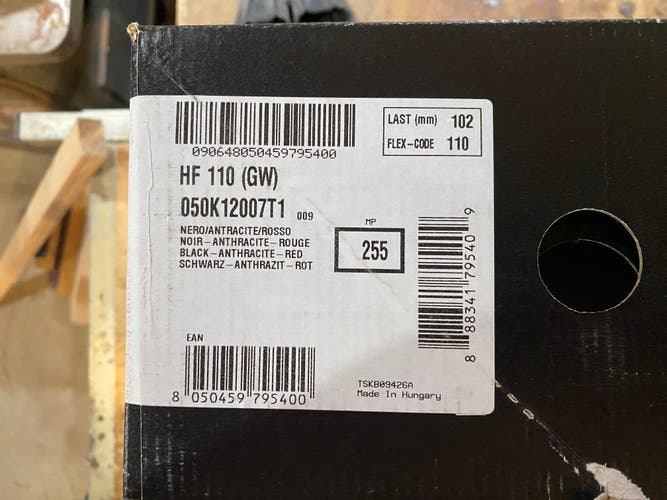 090648050459795400
LAST (mm) 102
FLEX-CODE 110
HF 110 (GW)
050K12007T1 009
NERO/ANTRACITE/ROSSO
NOIR-ANTHRACITE-ROUGE
BLACK-ANTHRACITE-RED
SCHWARZ-ANTHRAZIT-ROT
MP
255
8 88341 79540 9
EAN
8 050459 795400
TSKB09426A
Made In Hungary